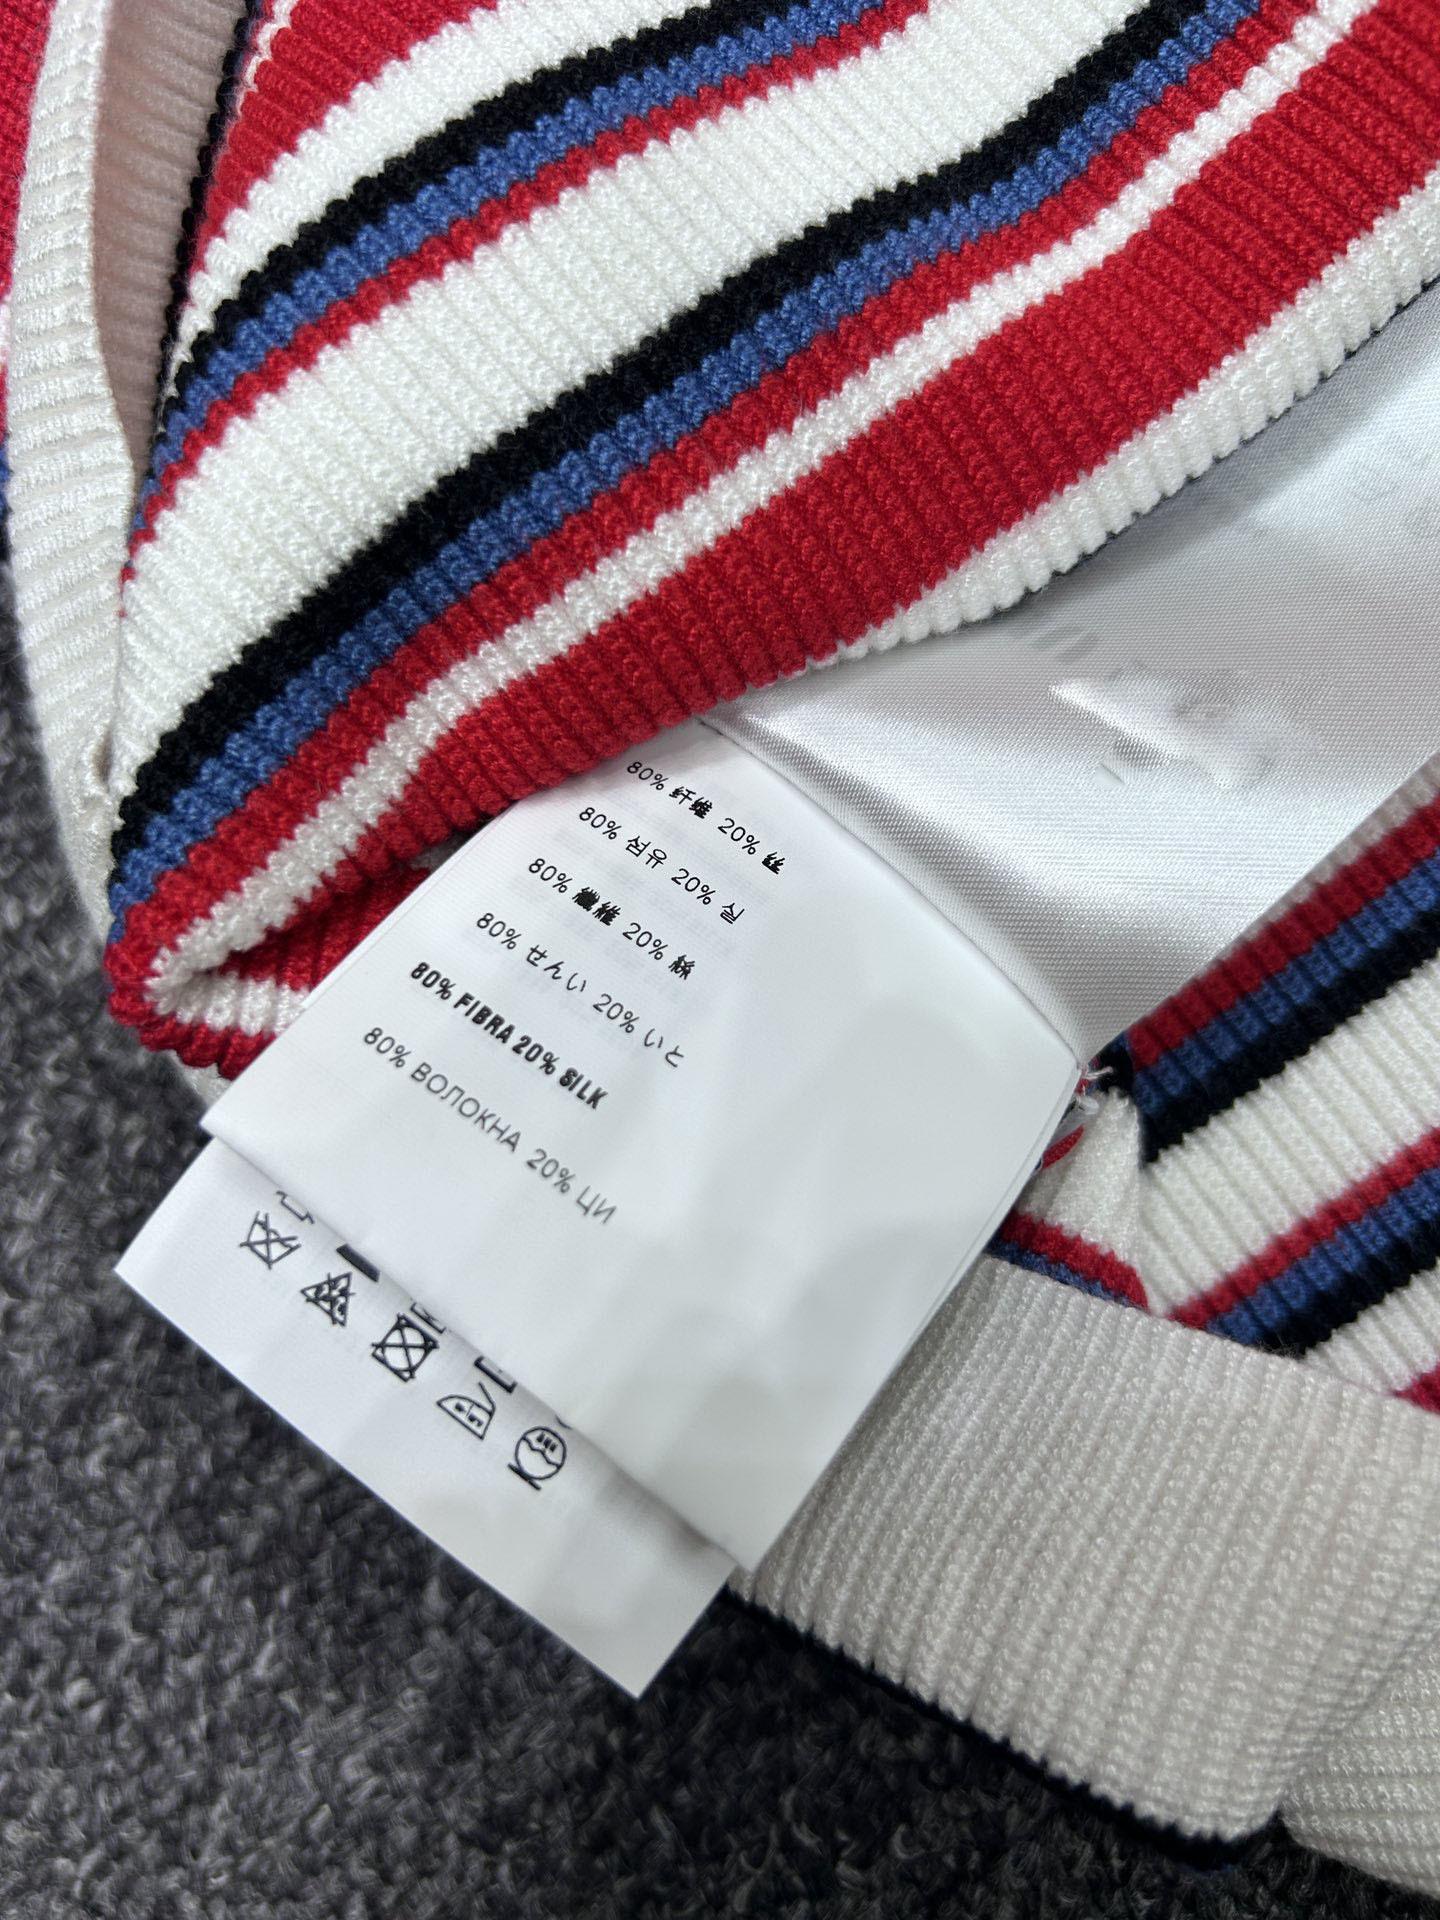 80% 纤维 20% 丝
80% 섬유 20% 실
80% 纖維 20% 絲
80% せんい 20% いと
80% FIBRA 20% SILK
80% ВОЛОКНА 20% ЦИ